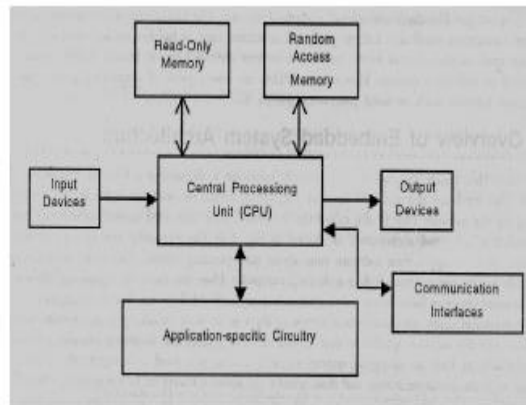 Read-Only
Memory
Random
Access
Memory
Overview of Embedded System Architecture
Input
Devices
Central Processiong
Unit (CPU)
Output
Devices
Communication
Interfaces
Application-specific Circuitry